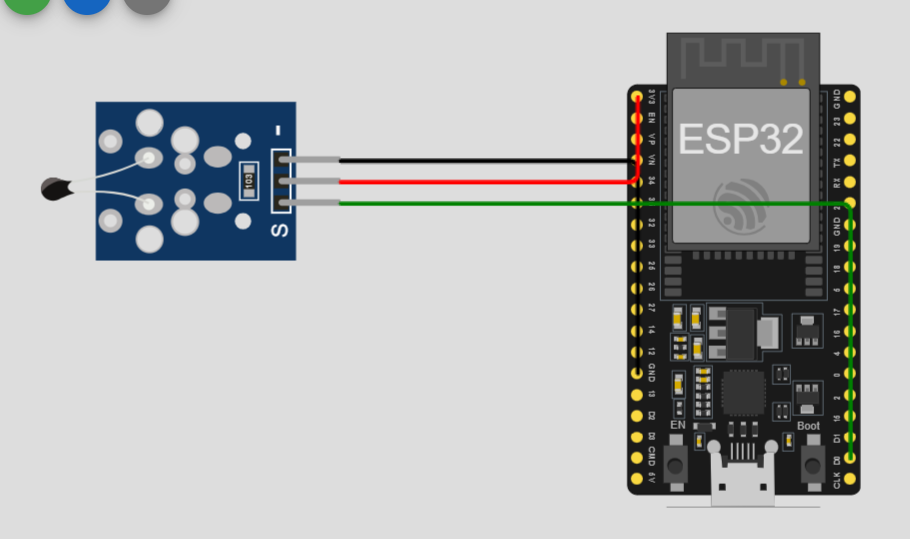 -
103
S
ESP32
3V3
EN
VP
VN
34
32
33
25
26
27
14
12
GND
13
D2
D3
CMD
5V
GND
23
22
TX
RX
GND
19
18
5
17
16
4
0
2
15
D1
D0
CLK
EN
Boot